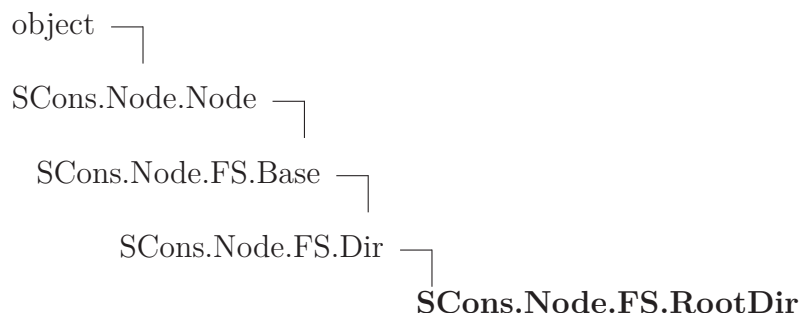 object
SCons.Node.Node
SCons.Node.FS.Base
SCons.Node.FS.Dir
SCons.Node.FS.RootDir